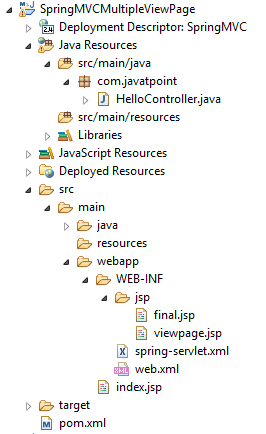 SpringMVCMultipleViewPage
Deployment Descriptor: SpringMVC
Java Resources
src/main/java
com.javatpoint
HelloController.java
src/main/resources
Libraries
JavaScript Resources
Deployed Resources
src
main
java
resources
webapp
WEB-INF
jsp
final.jsp
viewpage.jsp
spring-servlet.xml
web.xml
index.jsp
target
pom.xml